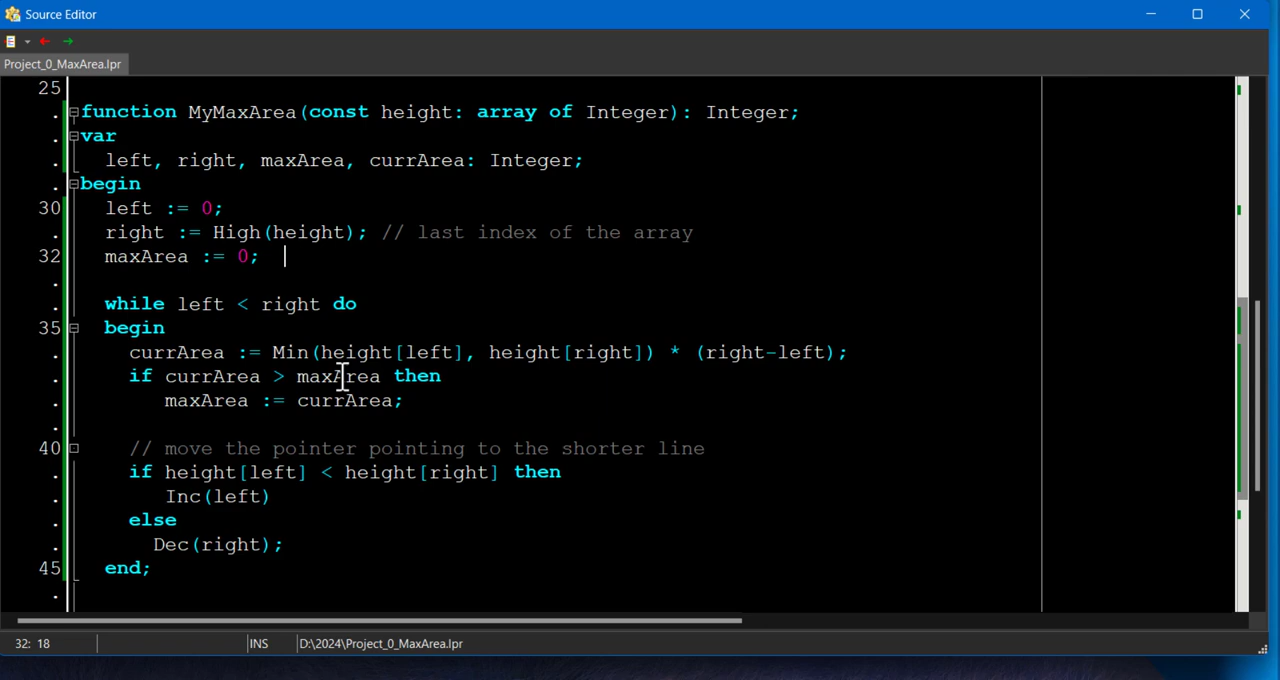 Source Editor
Project_0_MaxArea.lpr
25
function MyMaxArea(const height: array of Integer): Integer;
var
left, right, maxArea, currArea: Integer;
begin
30 left := 0;
right := High(height); // last index of the array
32 maxArea := 0;
while left < right do
35 begin
currArea := Min(height[left], height[right]) * (right-left);
if currArea > maxArea then
maxArea := currArea;
40 // move the pointer pointing to the shorter line
if height[left] < height[right] then
Inc(left)
else
Dec(right);
45 end;
32: 18 INS D:\2024\Project_0_MaxArea.lpr